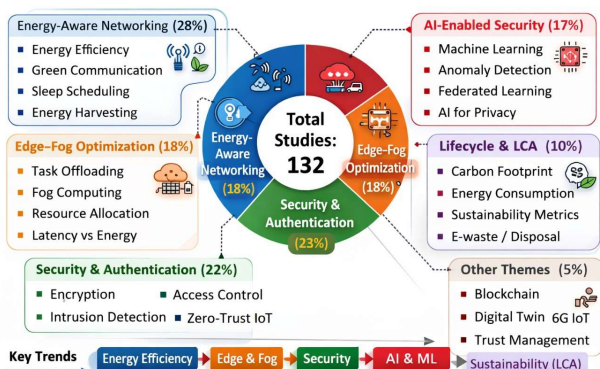 Energy-Aware Networking (28%)
Energy Efficiency
Green Communication
Sleep Scheduling
Energy Harvesting
AI-Enabled Security (17%)
Machine Learning
Anomaly Detection
Federated Learning
AI for Privacy
Total
Studies:
132
Energy-
Aware
Networking
(18%)
Edge-Fog
Optimization
(18%)
Security &
Authentication
(23%)
Edge–Fog Optimization (18%)
Task Offloading
Fog Computing
Resource Allocation
Latency vs Energy
Lifecycle & LCA (10%)
Carbon Footprint
Energy Consumption
Sustainability Metrics
E-waste / Disposal
Security & Authentication (22%)
Encryption
Access Control
Intrusion Detection
Zero-Trust IoT
Other Themes (5%)
Blockchain
Digital Twin 6G IoT
Trust Management
Key Trends
Energy Efficiency
Edge & Fog
Security
AI & ML
Sustainability (LCA)